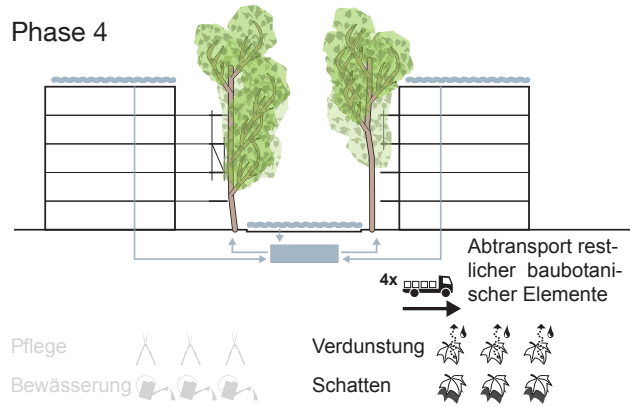 Phase 4
Abtransport rest-
4x licher baubotani-
scher Elemente
Pflege
Verdunstung
Bewässerung
Schatten